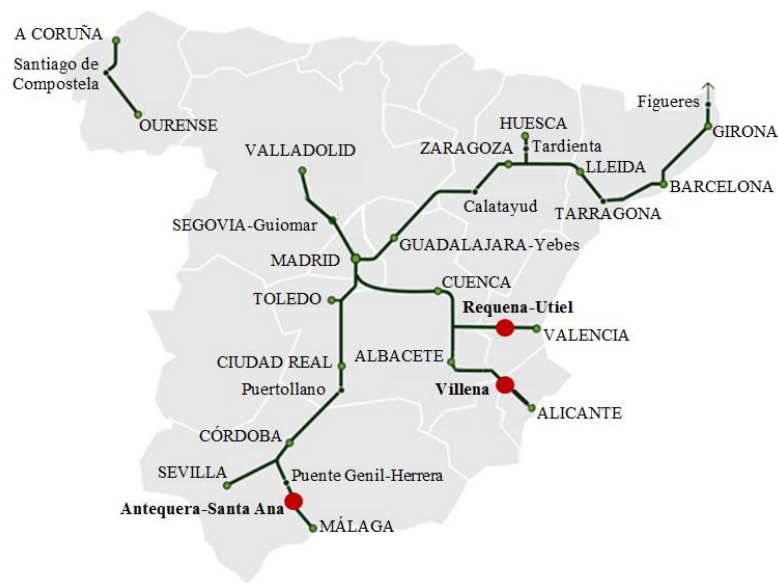 A CORUÑA
Santiago de
Compostela
OURENSE
Figueres
GIRONA
HUESCA
Tardienta
ZARAGOZA
LLEIDA
BARCELONA
VALLADOLID
Calatayud
TARRAGONA
SEGOVIA-Guiomar
GUADALAJARA-Yebes
MADRID
CUENCA
TOLEDO
Requena-Utiel
VALENCIA
CIUDAD REAL
ALBACETE
Puertollano
Villena
ALICANTE
CÓRDOBA
SEVILLA
Puente Genil-Herrera
Antequera-Santa Ana
MÁLAGA